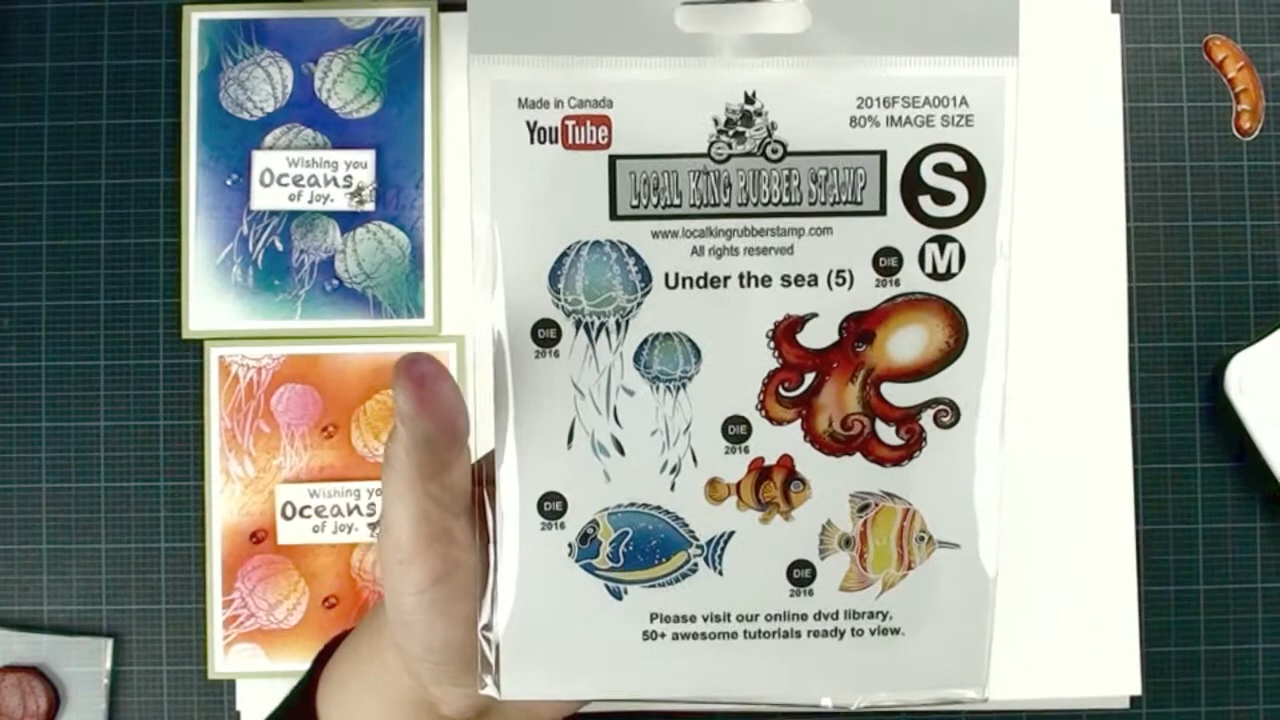 Wishing you
Oceans
of joy.
Wishing yo
Oceans
of joy.
Made in Canada
YouTube
2016FSEA001A
80% IMAGE SIZE
LOCAL KING RUBBER STAMP
S
www.localkingrubberstamp.com
All rights reserved
M
Under the sea (5)
DIE
2016
DIE
2016
DIE
2016
DIE
2016
DIE
2016
Please visit our online dvd library,
50+ awesome tutorials ready to view.